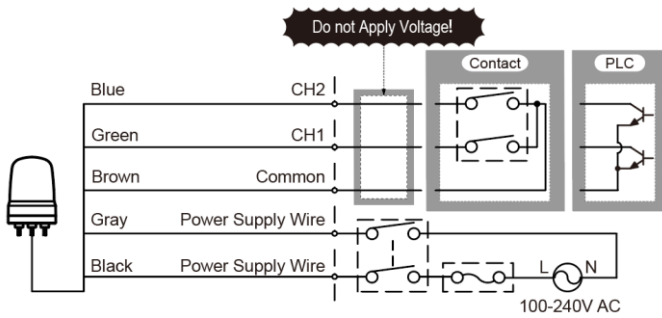 Do not Apply Voltage!
Contact
PLC
Blue CH2
Green CH1
Brown Common
Gray Power Supply Wire
Black Power Supply Wire
L N
100-240V AC